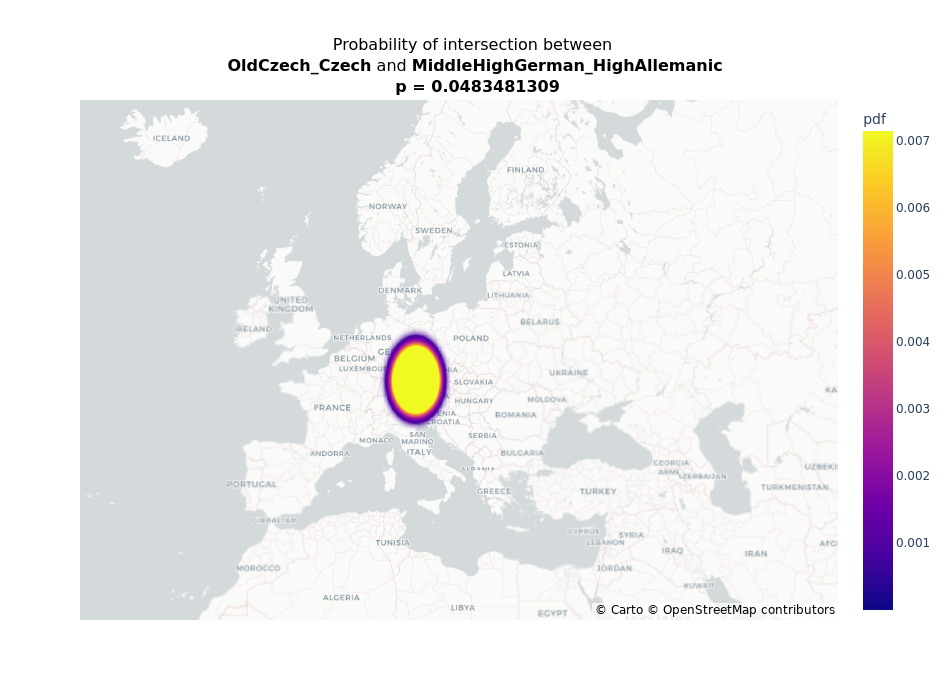 Probability of intersection between
OldCzech_Czech and MiddleHighGerman_HighAllemanic
p = 0.0483481309
pdf
0.007
0.006
0.005
0.004
0.003
0.002
0.001
ICELAND
FINLAND
NORWAY
SWEDEN
ESTONIA
LATVIA
DENMARK
LITHUANIA
UNITED
KINGDOM
IRELAND
BELARUS
NETHERLANDS
POLAND
GE
BELGIUM
LUXEMBOU
UKRAINE
SLOVAKIA
HUNGARY
MOLDOVA
FRANCE
ROMANIA
ENIA
CROATIA
SERBIA
MONACO
SAN
MARINO
ITALY
ANDORRA
BULGARIA
ALBANIA
GEORGIA
PORTUGAL
GREECE
TURKEY
TURKMENISTAN
UZBEKI
KA
GIBRALTAR
TUNISIA
CYPRUS
SYRIA
LEBANON
IRAQ
IRAN
AFG
MOROCCO
JORDAN
KUWAIT
ALGERIA
LIBYA
EGYPT
© Carto © OpenStreetMap contributors